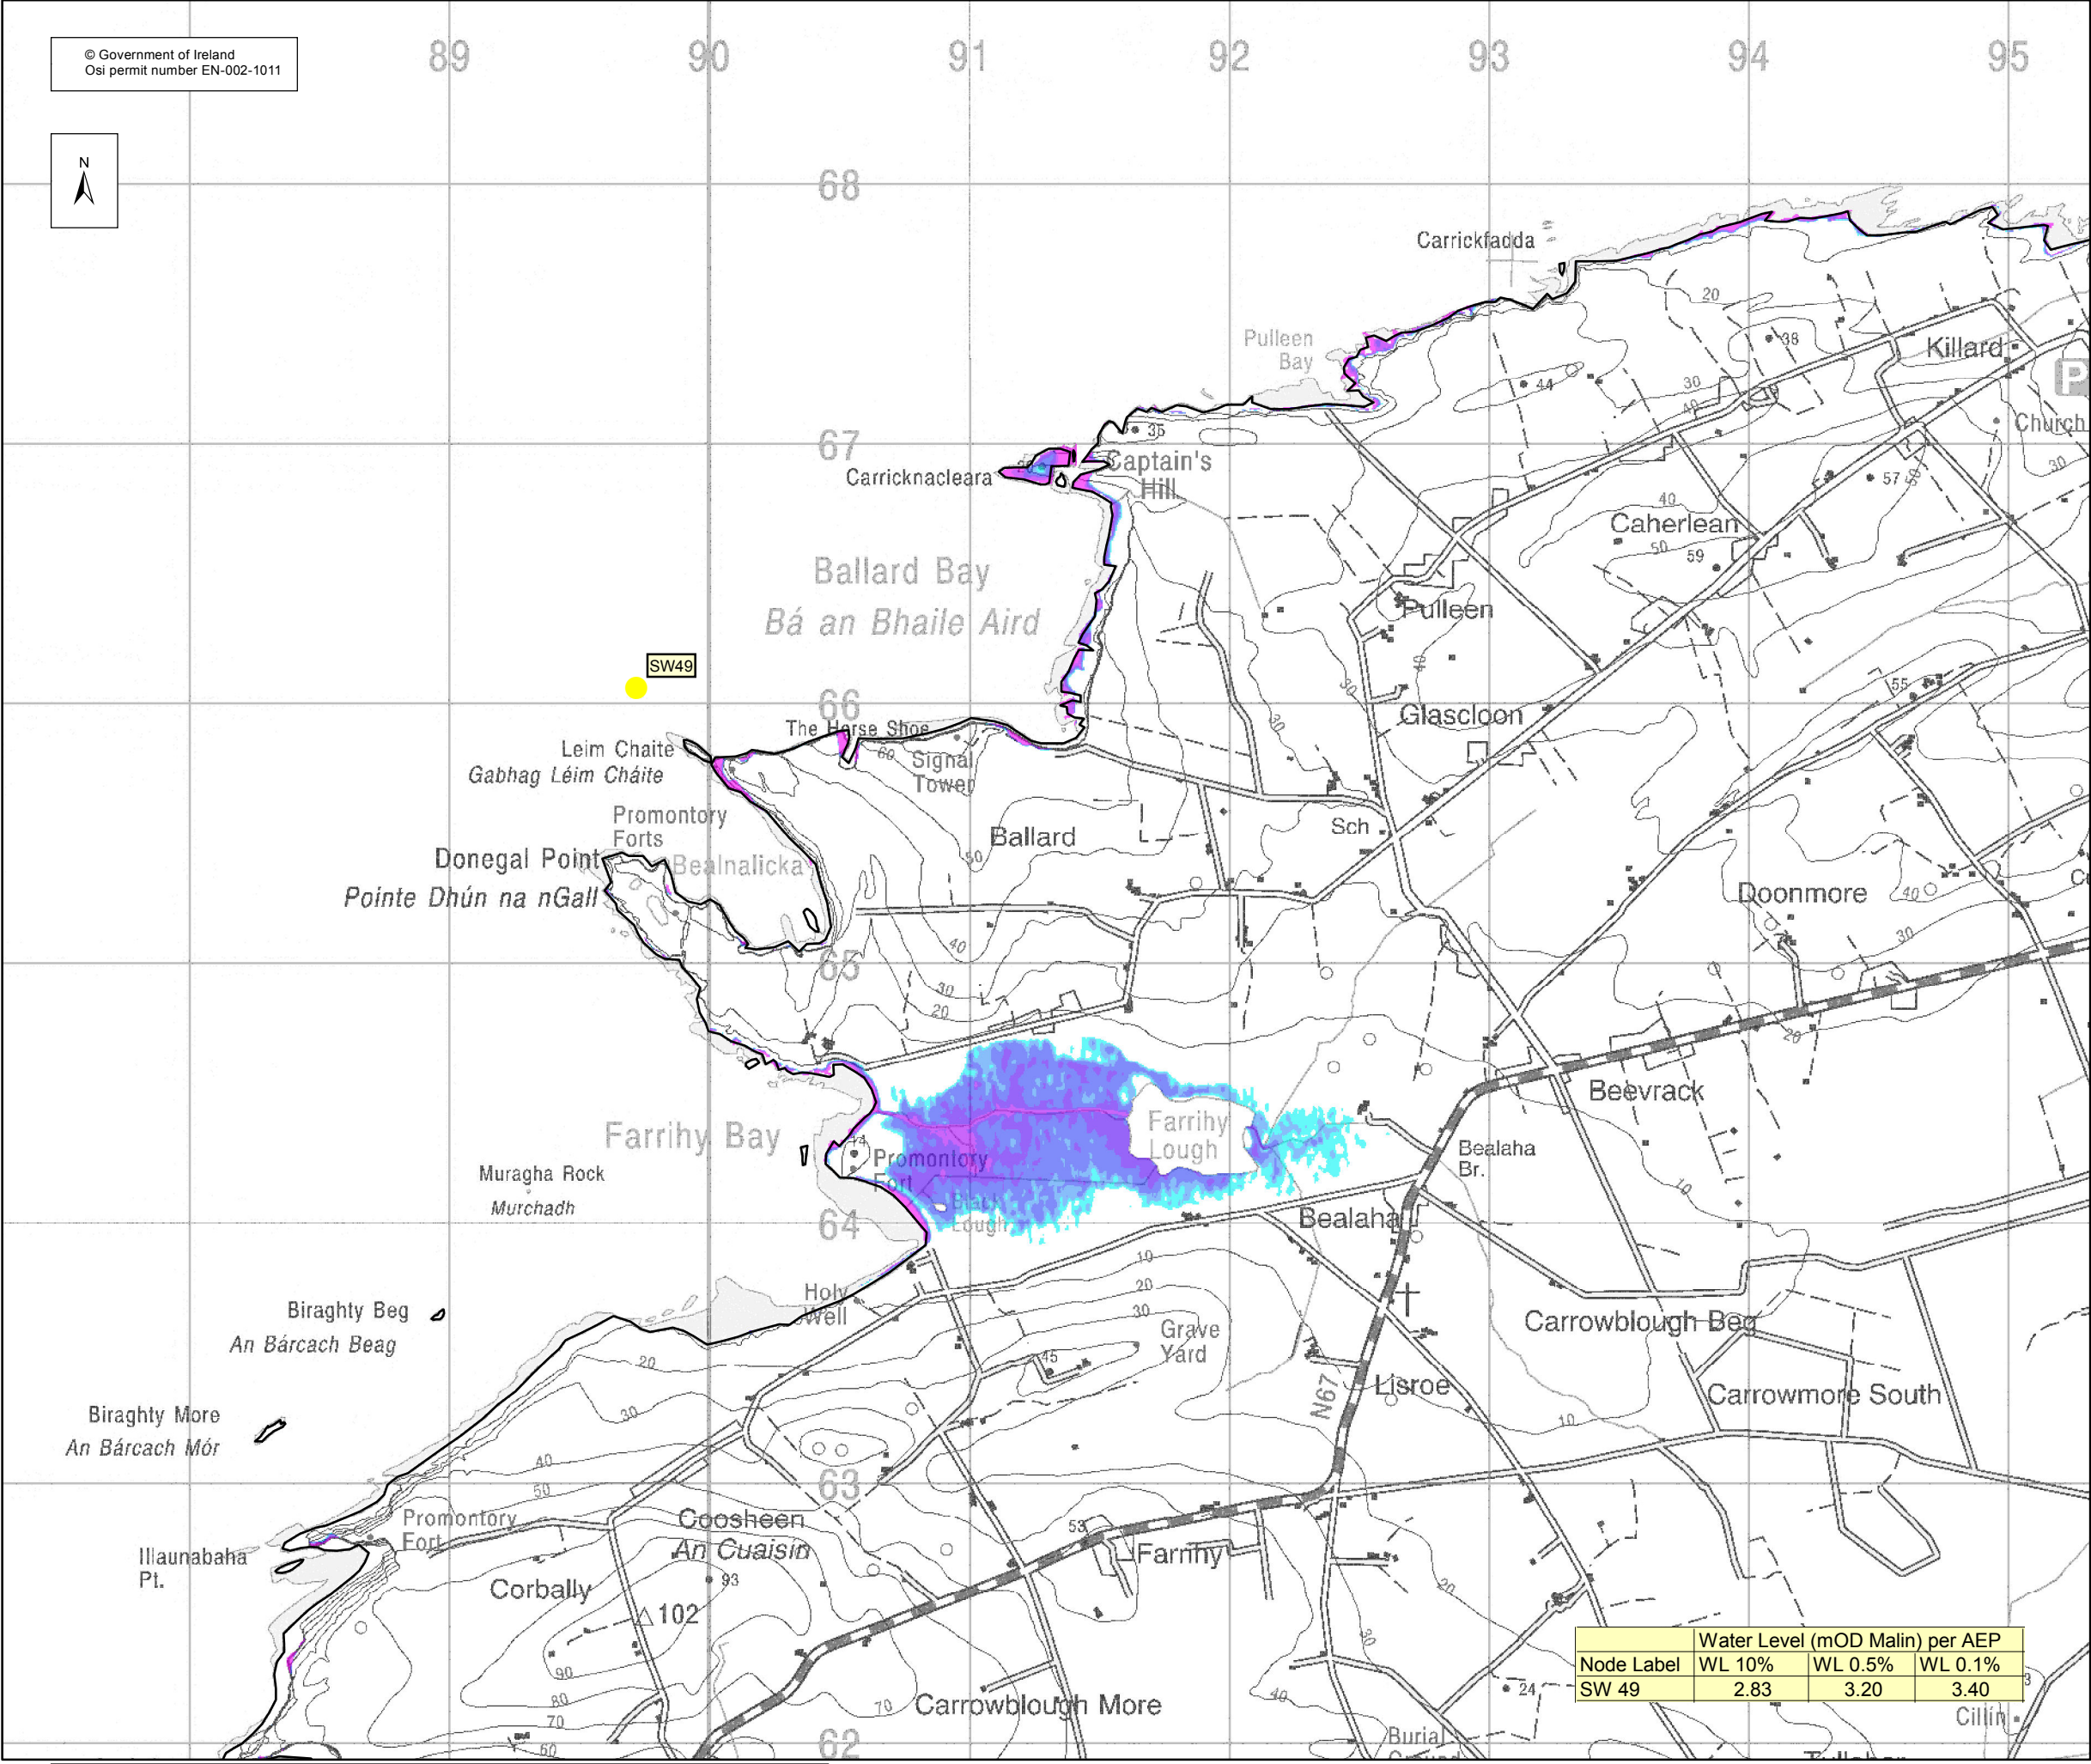 © Government of Ireland
Osi permit number EN-002-1011
89
90
91
92
93
94
95
N
68
Carrickfadda
20
Pulleen
Bay
38
Killard
44
30
40
P
Church
67
35
Captain's
Hill
Carricknacleara
57
50
30
40
Caherlean
50
59
Ballard Bay
Bá an Bhaile Aird
Pulleen
40
SW49
30
55
66
The Horse Shoe
30
Glascloon
Leim Chaite
Gabhag Léim Cháite
60
Signal
Tower
Promontory
Forts
Sch
Ballard
50
Donegal Point
Bealnalicka
Pointe Dhún na nGall
Doonmore
40
40
30
65
30
20
20
Beevrack
Farrihy Bay
Farrihy
Lough
14
Promontory
Fort
Bealaha
Br.
Muragha Rock
Murchadh
10
Black
Lough
Bealaha
64
10
20
Holy
Well
30
Biraghty Beg
An Bárcach Beag
Grave
Yard
Carrowblough Beg
20
45
Lisroe
N67
Carrowmore South
Biraghty More
An Bárcach Mór
30
10
40
63
50
Promontory
Fort
Coosheen
An Cuaisin
53
Farrihy
Illaunabaha
Pt.
Corbally
93
20
102
30
90
80
70
60
70
Carrowblough More
40
24
Water Level (mOD Malin) per AEP
Node Label WL 10% WL 0.5% WL 0.1%
SW 49 2.83 3.20 3.40
3
Cillín
62
Burial